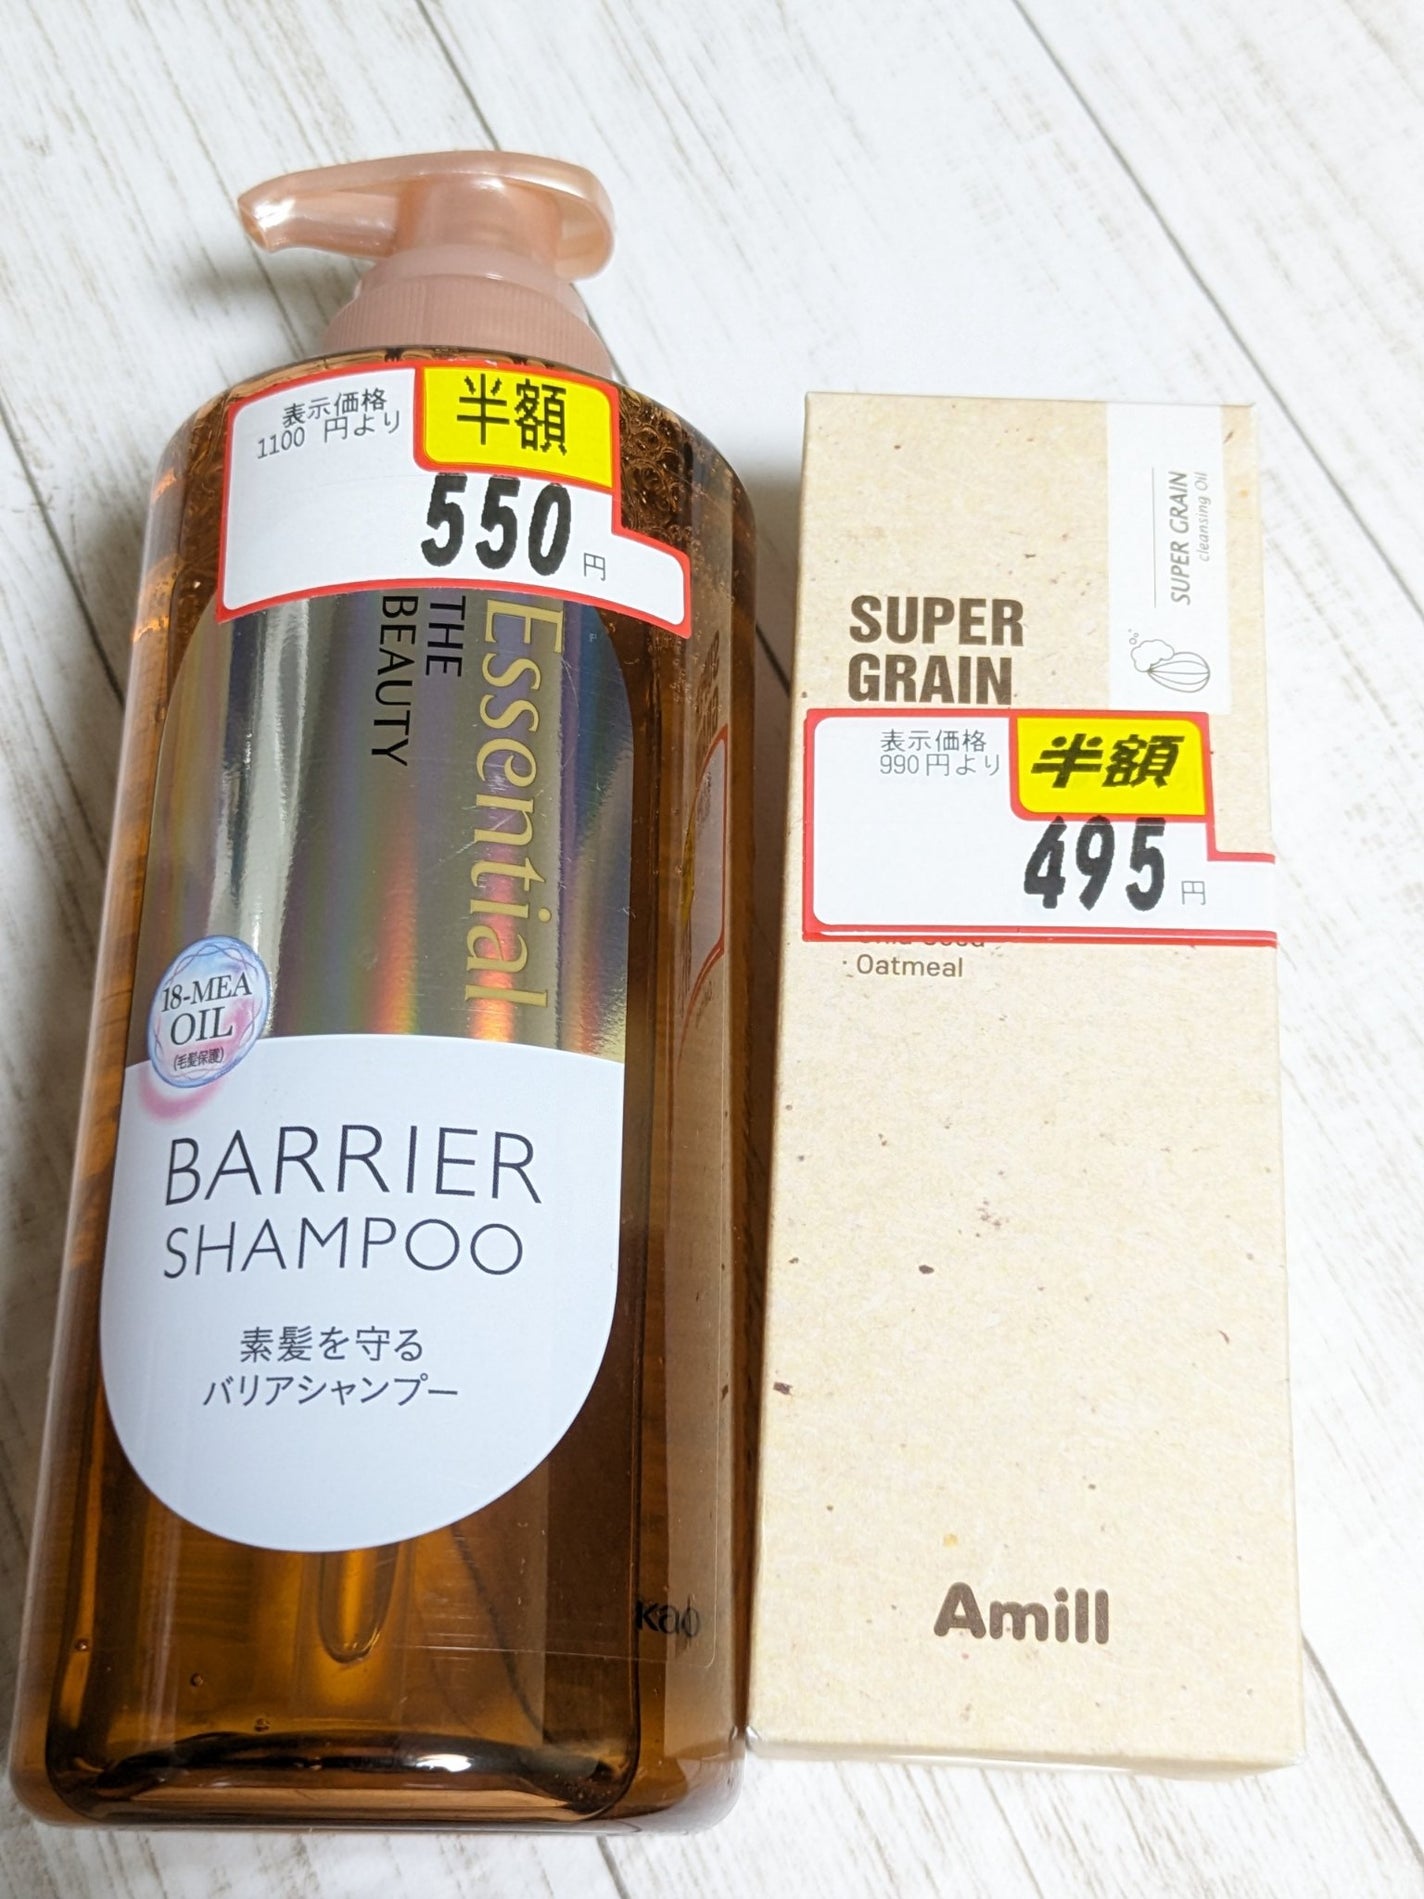 表示価格
1100 円より
半額
550 円
Essential
THE
BEAUTY
18-MEA
OIL
(毛髪保護)
BARRIER
SHAMPOO
素髪を守る
バリアシャンプー
Kao
SUPER GRAIN
cleansing Oil
SUPER
GRAIN
表示価格
990円より
半額
495 円
Oatmeal
Amill